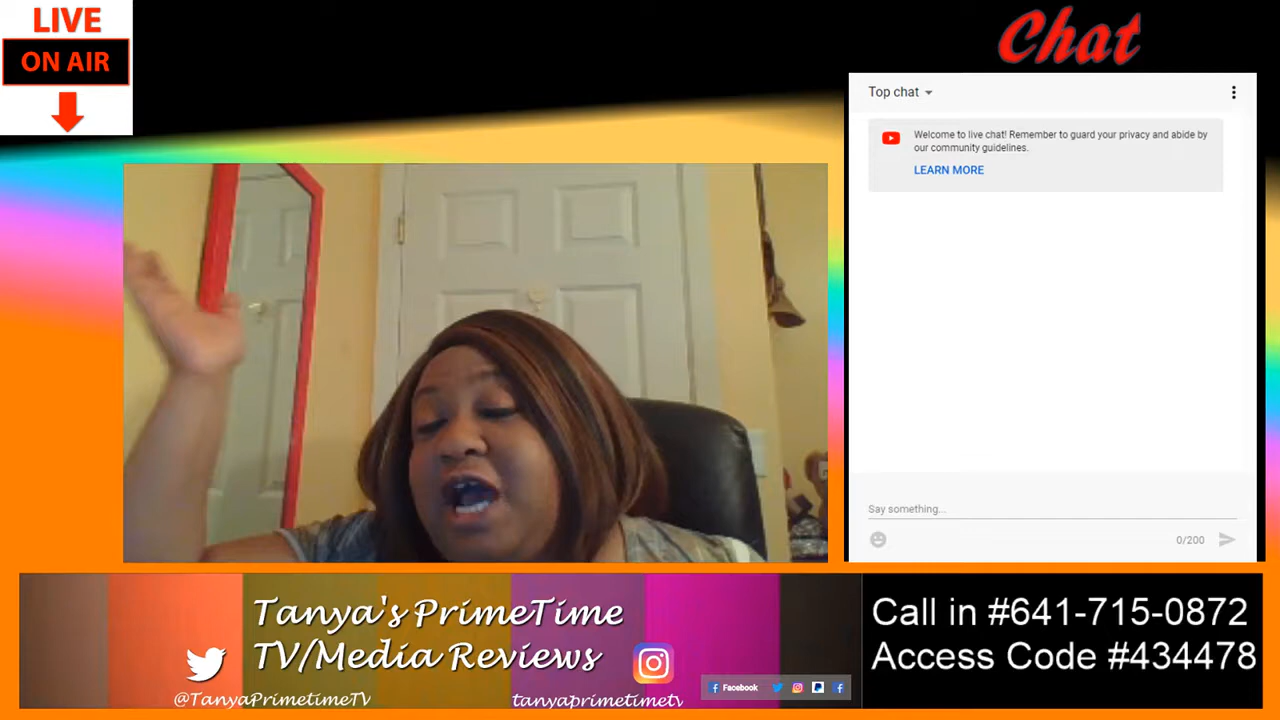 LIVE
ON AIR
Chat
Top chat
Welcome to live chat! Remember to guard your privacy and abide by
our community guidelines.
LEARN MORE
Say something...
0/200
Tanya's PrimeTime
TV/Media Reviews
@TanyaPrimetimeTV
tanyaprimetimetv
Facebook
Call in #641-715-0872
Access Code #434478